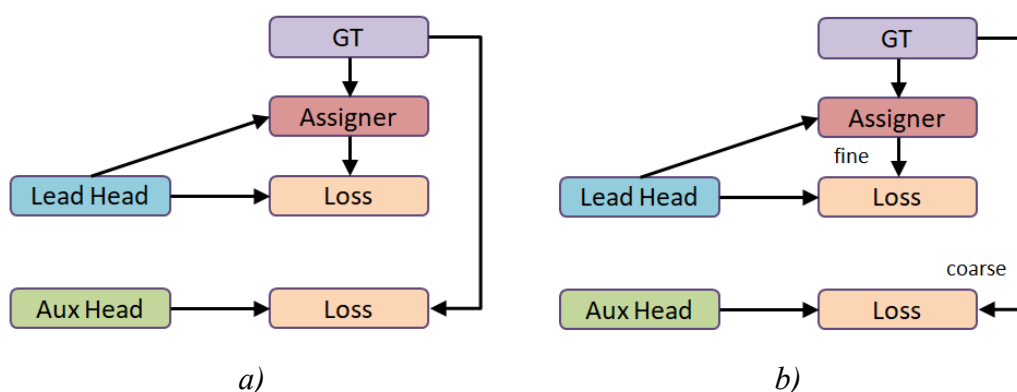 GT
Assigner
Lead Head
Loss
Aux Head
Loss
a)
GT
Assigner
fine
Lead Head
Loss
coarse
Aux Head
Loss
b)